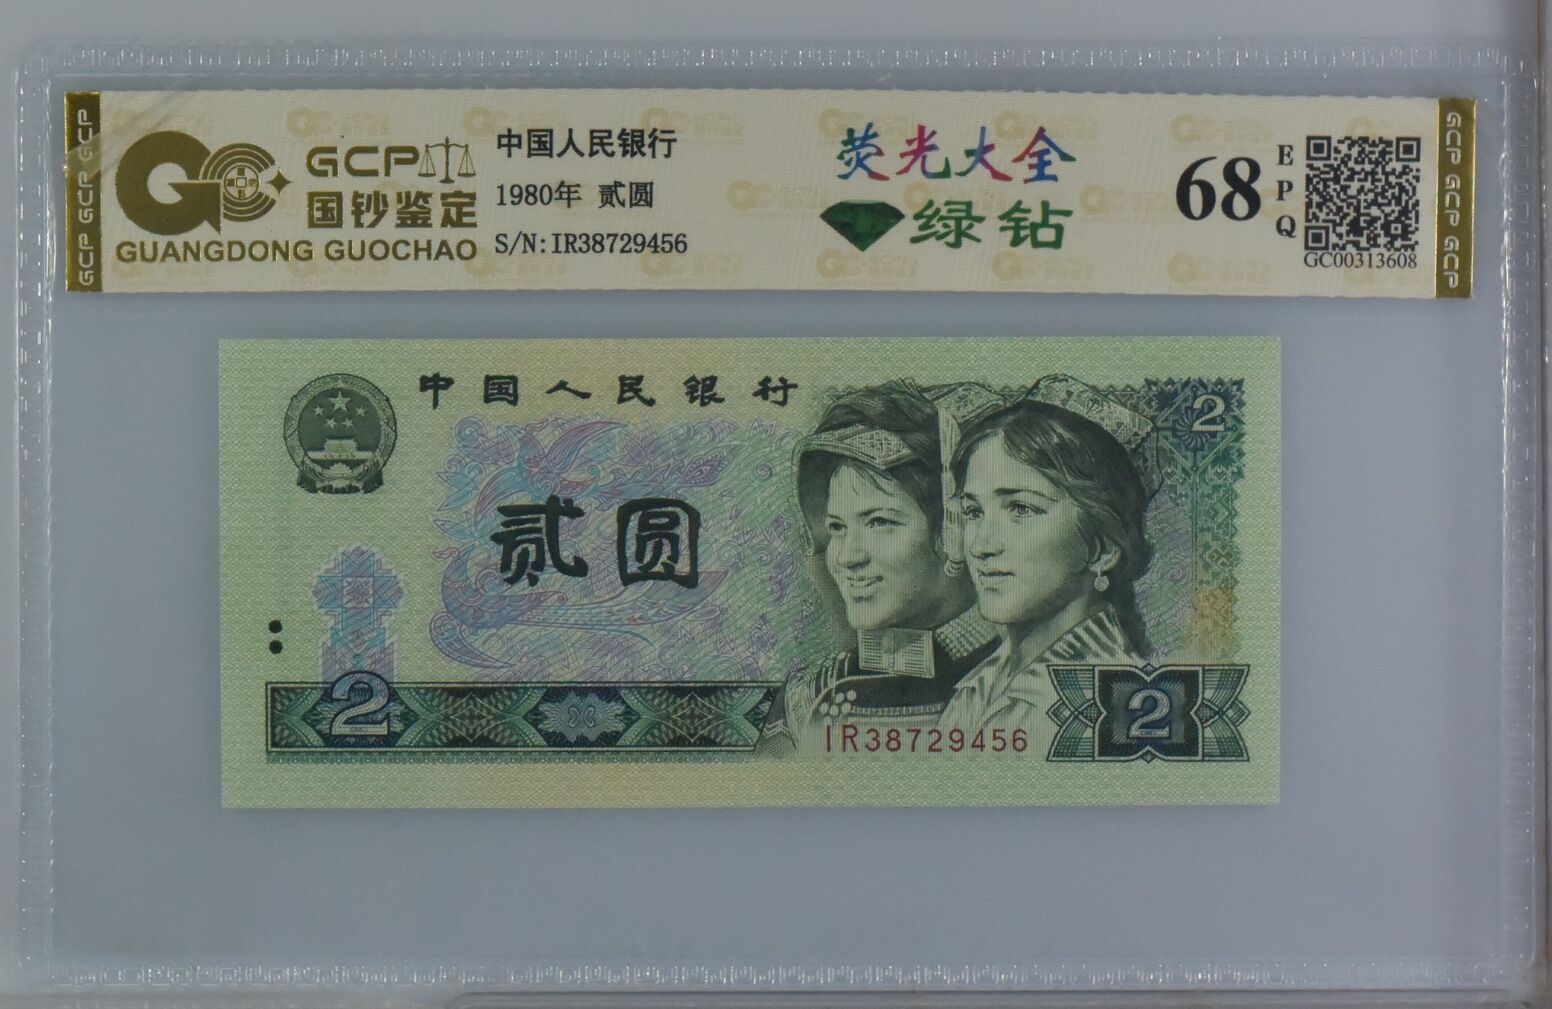 GCP GCP GCP
GCP
国钞鉴定
GUANGDONG GUOCHAO
中国人民银行
1980年 贰圆
S/N:IR38729456
荧光大全
绿钻
68
EPQ
GC00313608
GCP GCP GCP
中国人民银行
2
贰圆
2
IR38729456
2